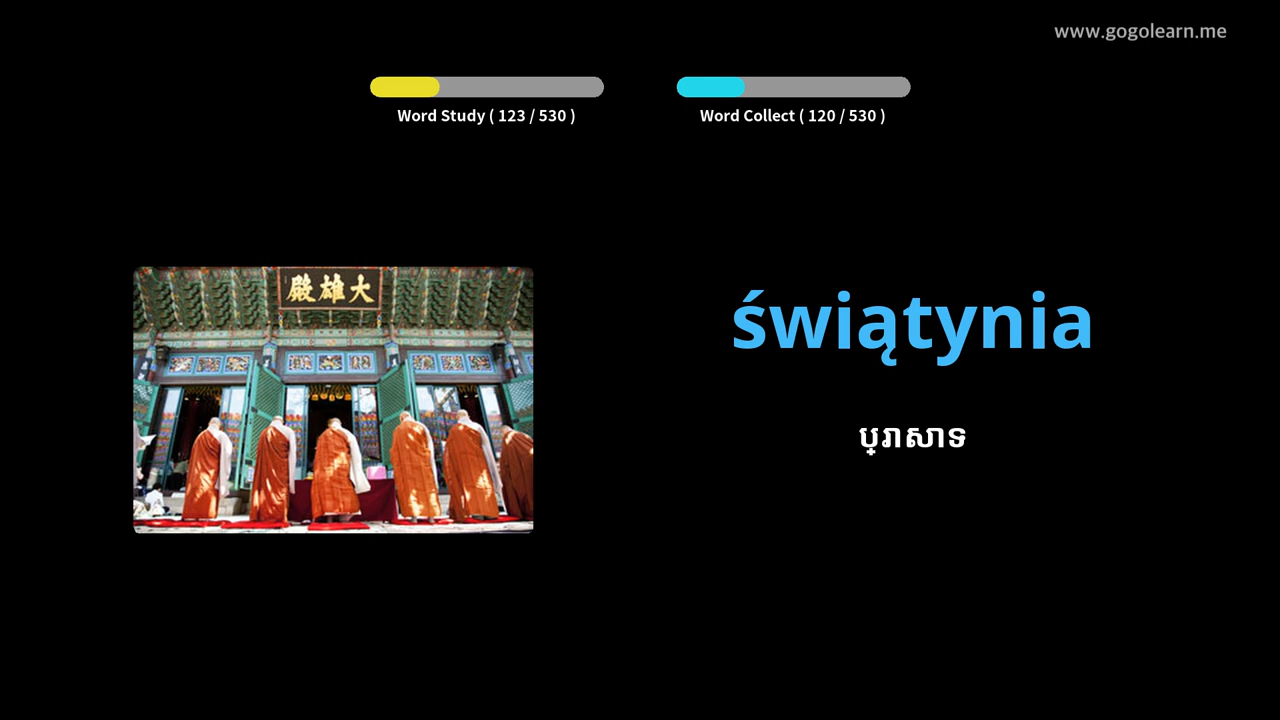 www.gogolearn.me
Word Study ( 123 / 530 )
Word Collect ( 120 / 530 )
殿雄大
świątynia
ប្រាសាទ